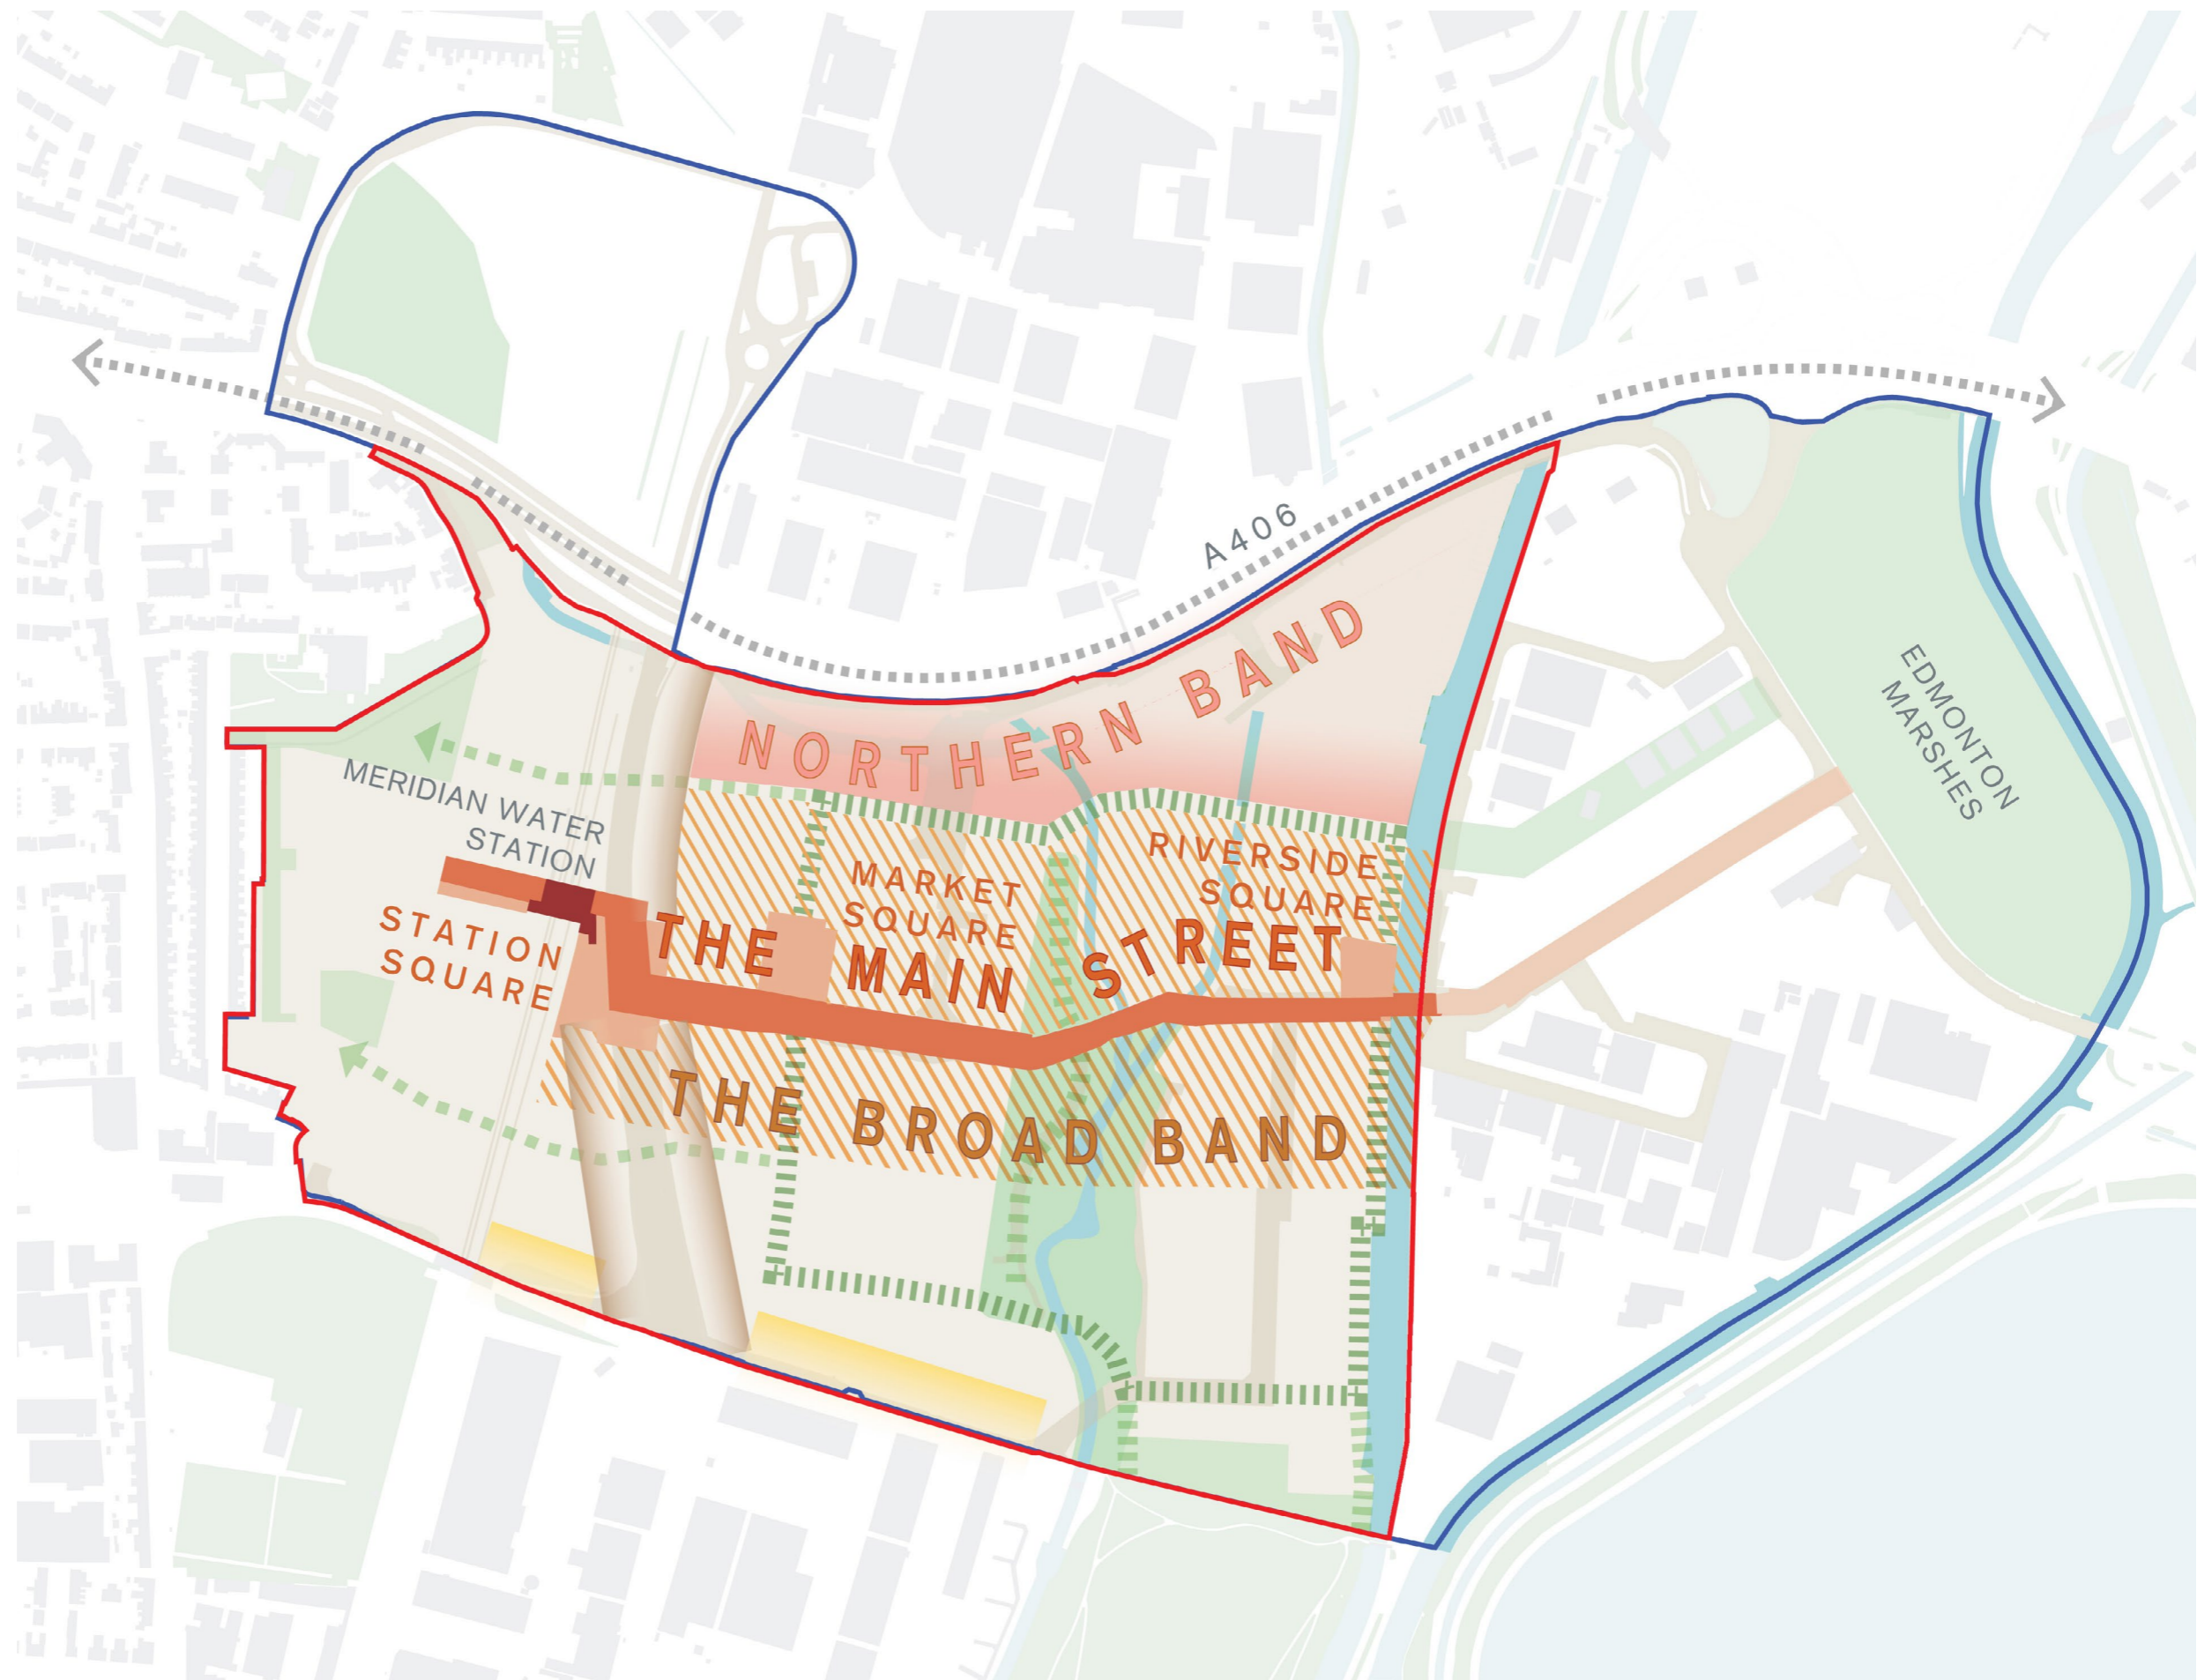 A406
NORTHERN BAND
EDMONTON
MARSHES
MERIDIAN WATER
STATION
RIVERSIDE
SQUARE
MARKET
SQUARE
STATION
SQUARE
THE MAIN STREET
THE BROAD BAND